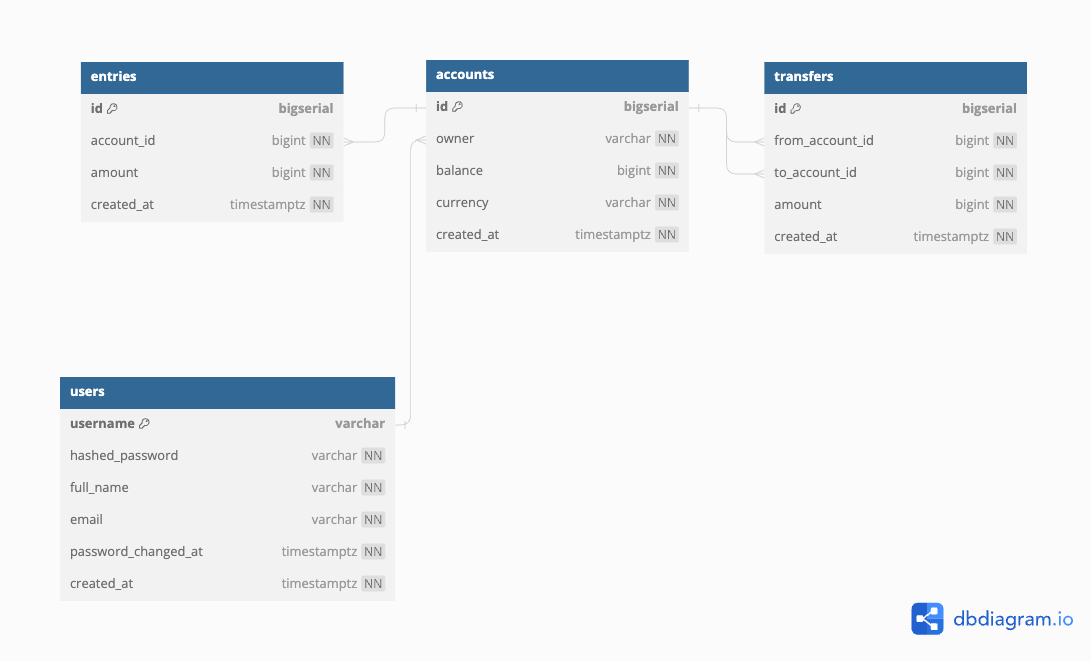 entries
id bigserial
account_id bigint NN
amount bigint NN
created_at timestamptz NN
accounts
id bigserial
owner varchar NN
balance bigint NN
currency varchar NN
created_at timestamptz NN
transfers
id bigserial
from_account_id bigint NN
to_account_id bigint NN
amount bigint NN
created_at timestamptz NN
users
username varchar
hashed_password varchar NN
full_name varchar NN
email varchar NN
password_changed_at timestamptz NN
created_at timestamptz NN
dbdiagram.io